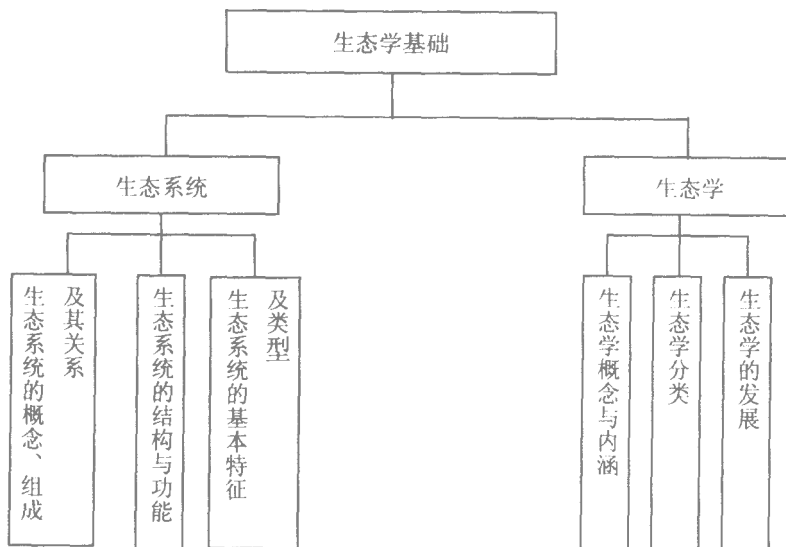 生态学基础
生态系统
生态学
生态系统的概念、组成
及其关系
生态系统的结构与功能
生态系统的基本特征
及类型
生态学概念与内涵
生态学分类
生态学的发展